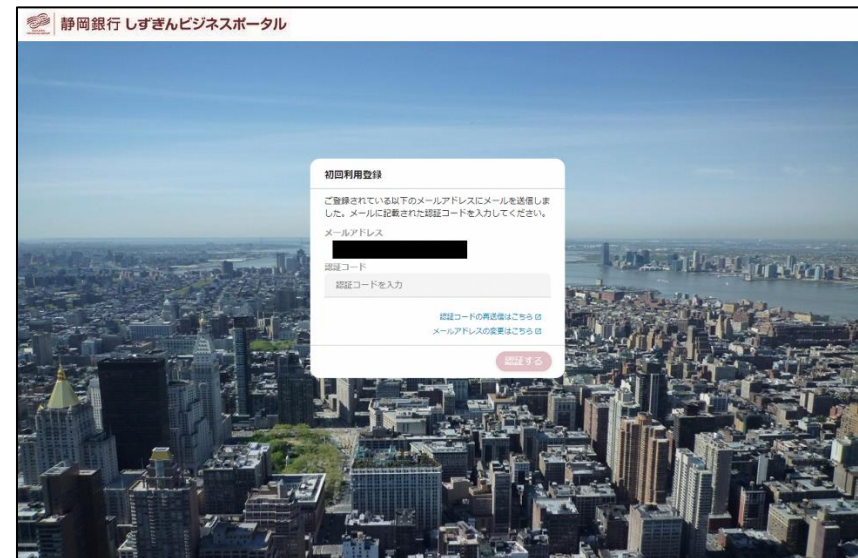 静岡銀行 しずぎんビジネスポータル
初回利用登録
ご登録されている以下のメールアドレスにメールを送信しま
した。メールに記載された認証コードを入力してください。
メールアドレス
認証コード
認証コードを入力
認証コードの再送信はこちら
メールアドレスの変更はこちら
認証する